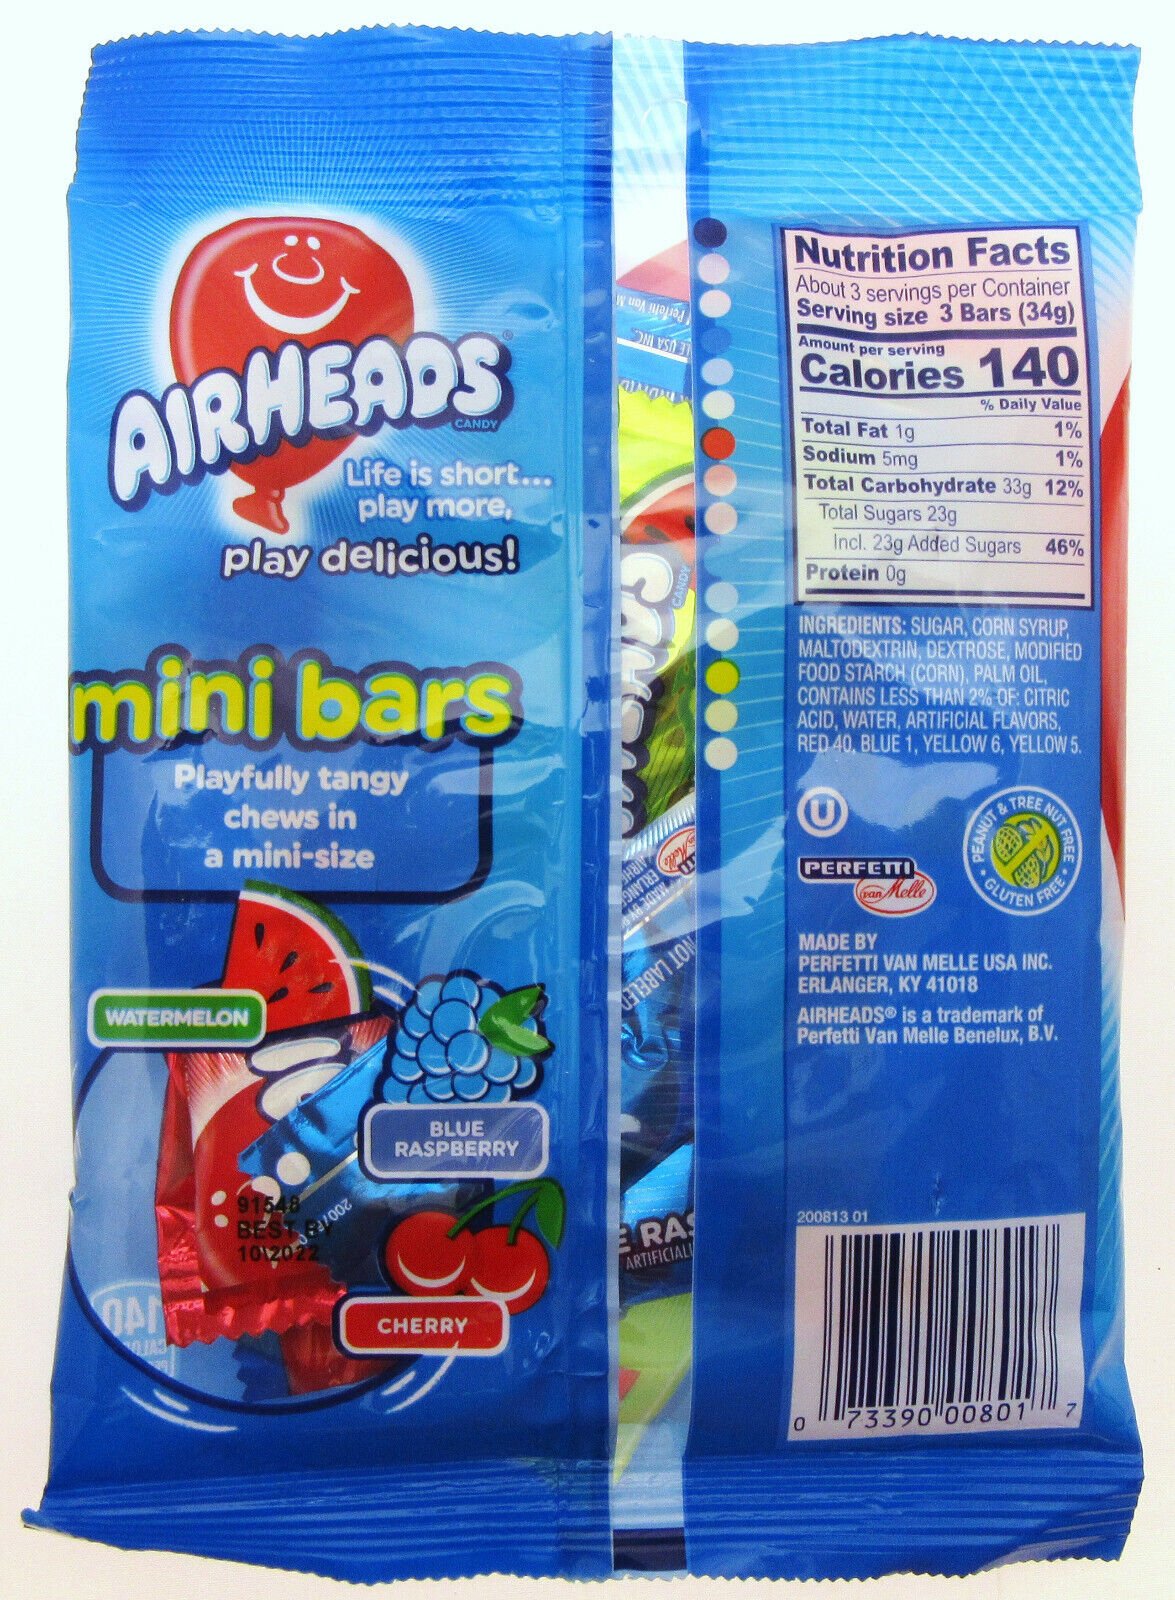 AIRHEADS®
CANDY
Life is short...
play more,
play delicious!
mini bars
Playfully tangy
chews in
a mini-size
WATERMELON
BLUE
RASPBERRY
CHERRY
91548
BEST BY
10 2022
140
CANDY
NOT LABELED
E RAS
ARTIFICIALL
Nutrition Facts
About 3 servings per Container
Serving size 3 Bars (34g)
Amount per serving
Calories 140
% Daily Value
Total Fat 1g 1%
Sodium 5mg 1%
Total Carbohydrate 33g 12%
Total Sugars 23g
Incl. 23g Added Sugars 46%
Protein 0g
INGREDIENTS: SUGAR, CORN SYRUP,
MALTODEXTRIN, DEXTROSE, MODIFIED
FOOD STARCH (CORN), PALM OIL,
CONTAINS LESS THAN 2% OF: CITRIC
ACID, WATER, ARTIFICIAL FLAVORS,
RED 40, BLUE 1, YELLOW 6, YELLOW 5.
U
PEANUT & TREE NUT FREE
• GLUTEN FREE •
PERFETTI
van Melle
MADE BY
PERFETTI VAN MELLE USA INC.
ERLANGER, KY 41018
AIRHEADS® is a trademark of
Perfetti Van Melle Benelux, B.V.
200813 01
0 73390 00801 7